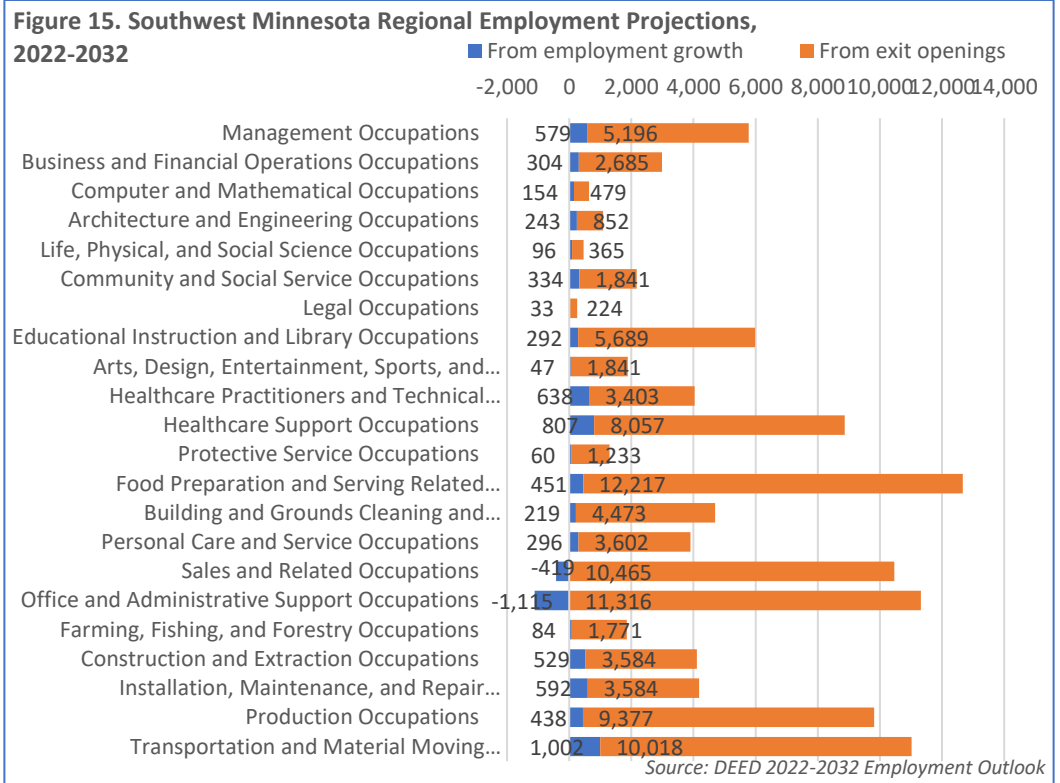 Figure 15. Southwest Minnesota Regional Employment Projections,
2022-2032
From employment growth From exit openings
-2,000 0 2,000 4,000 6,000 8,000 10,000 12,000 14,000
Management Occupations 579 5,196
Business and Financial Operations Occupations 304 2,685
Computer and Mathematical Occupations 154 479
Architecture and Engineering Occupations 243 852
Life, Physical, and Social Science Occupations 96 365
Community and Social Service Occupations 334 1,841
Legal Occupations 33 224
Educational Instruction and Library Occupations 292 5,689
Arts, Design, Entertainment, Sports, and... 47 1,841
Healthcare Practitioners and Technical... 638 3,403
Healthcare Support Occupations 807 8,057
Protective Service Occupations 60 1,233
Food Preparation and Serving Related... 451 12,217
Building and Grounds Cleaning and... 219 4,473
Personal Care and Service Occupations 296 3,602
Sales and Related Occupations -419 10,465
Office and Administrative Support Occupations -1,115 11,316
Farming, Fishing, and Forestry Occupations 84 1,771
Construction and Extraction Occupations 529 3,584
Installation, Maintenance, and Repair... 592 3,584
Production Occupations 438 9,377
Transportation and Material Moving... 1,002 10,018
Source: DEED 2022-2032 Employment Outlook